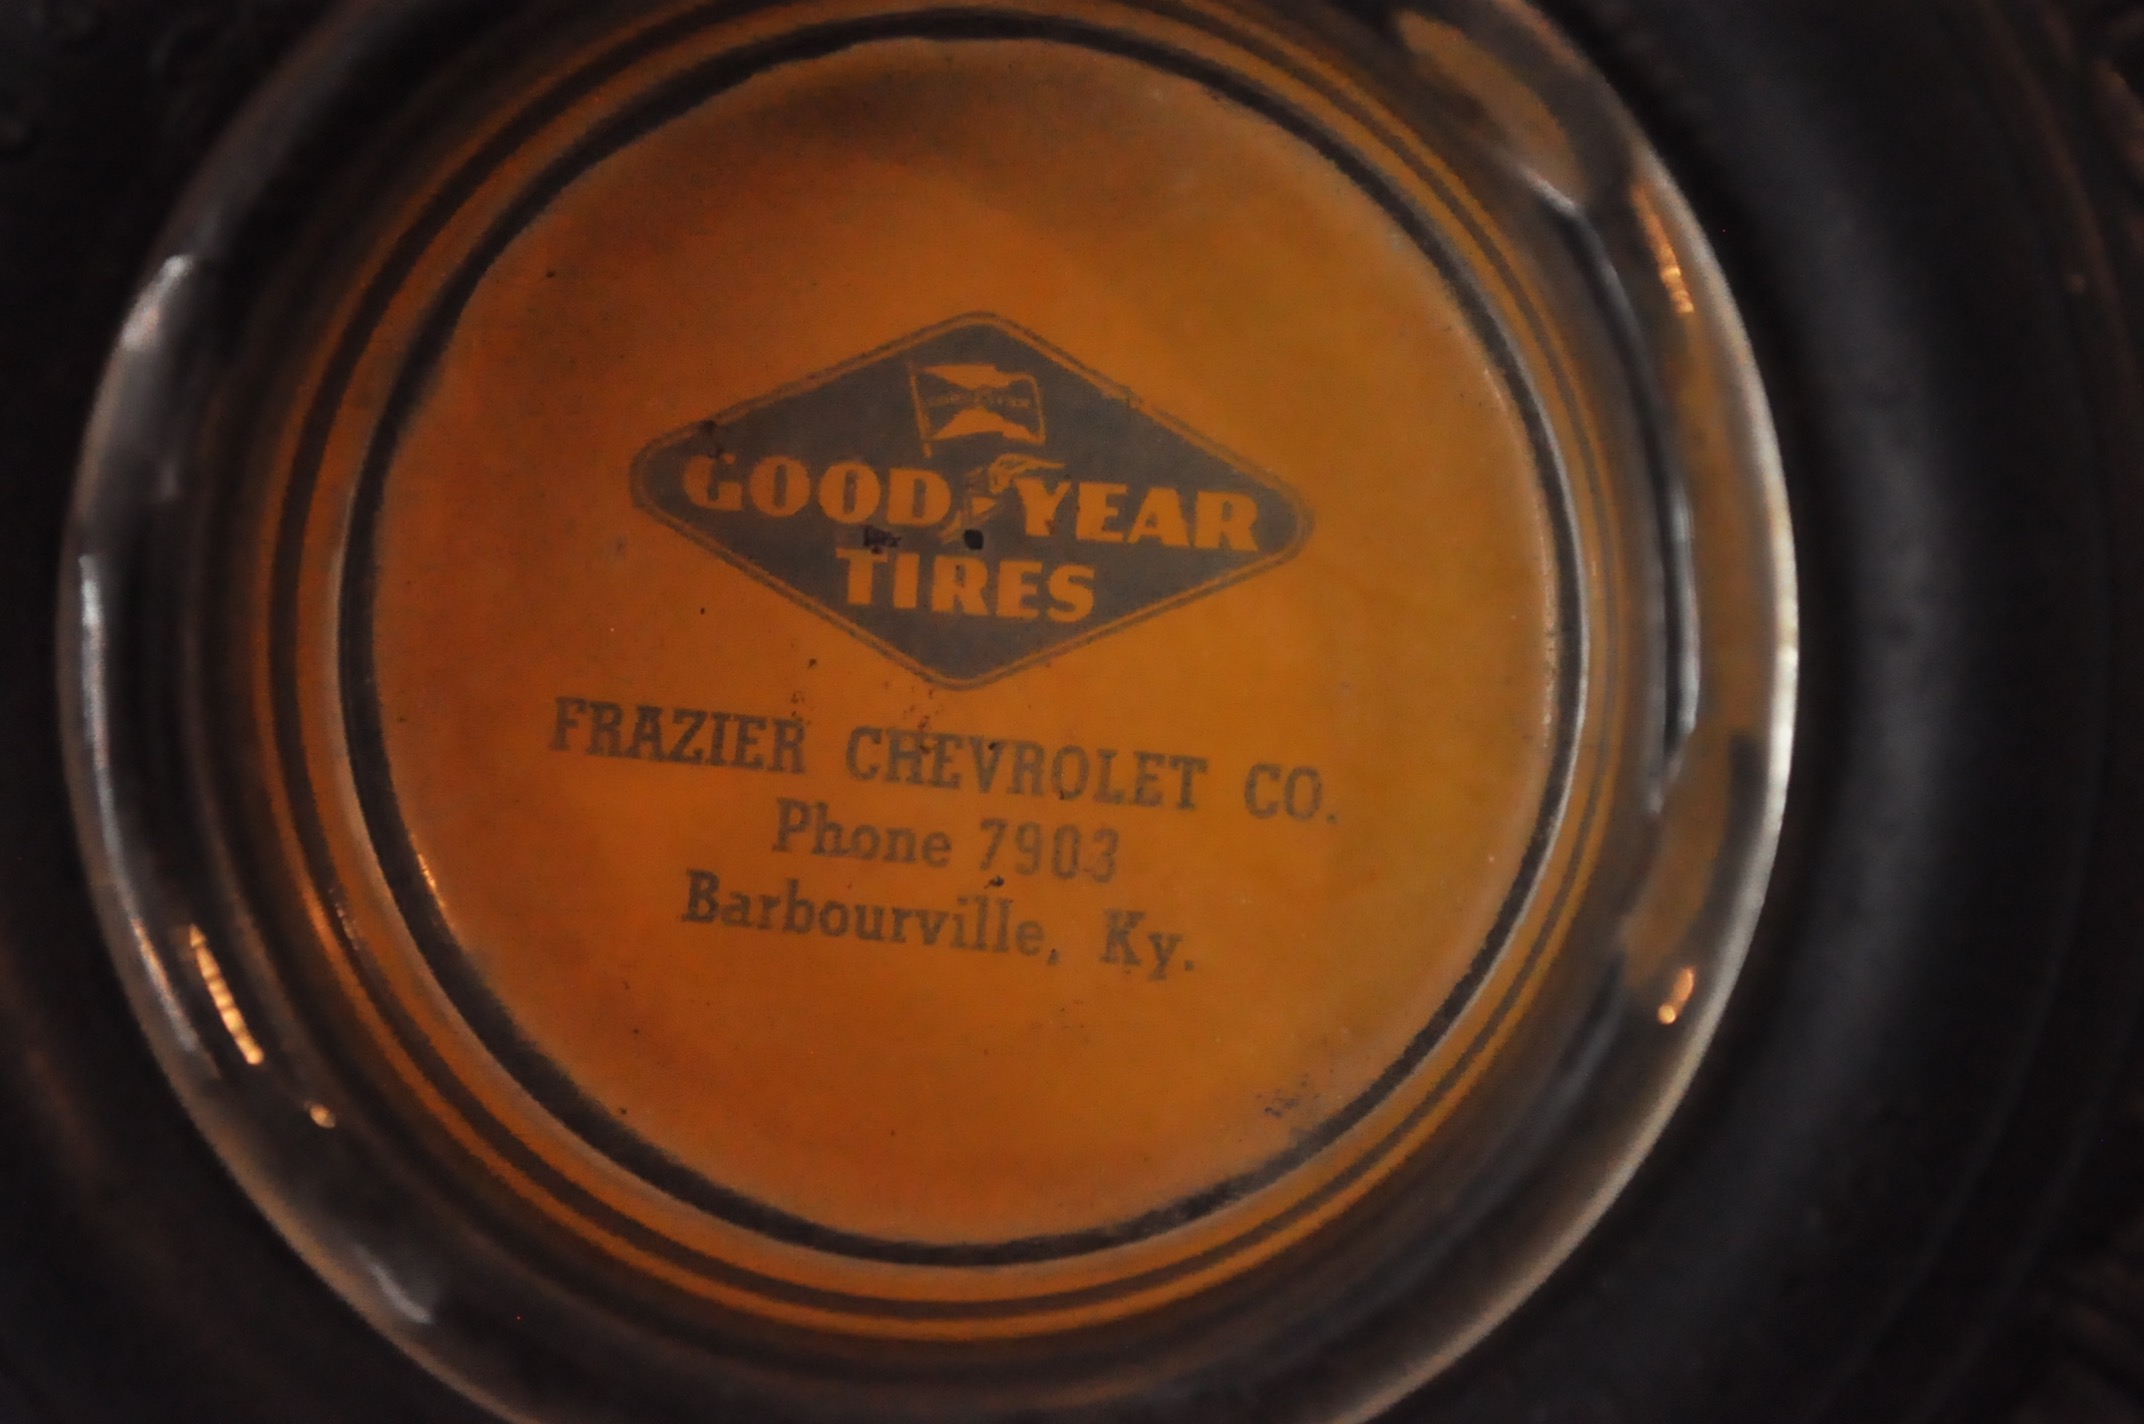 GOOD YEAR
TIRES
FRAZIER CHEVROLET CO.
Phone 7903
Barbourville, Ky.